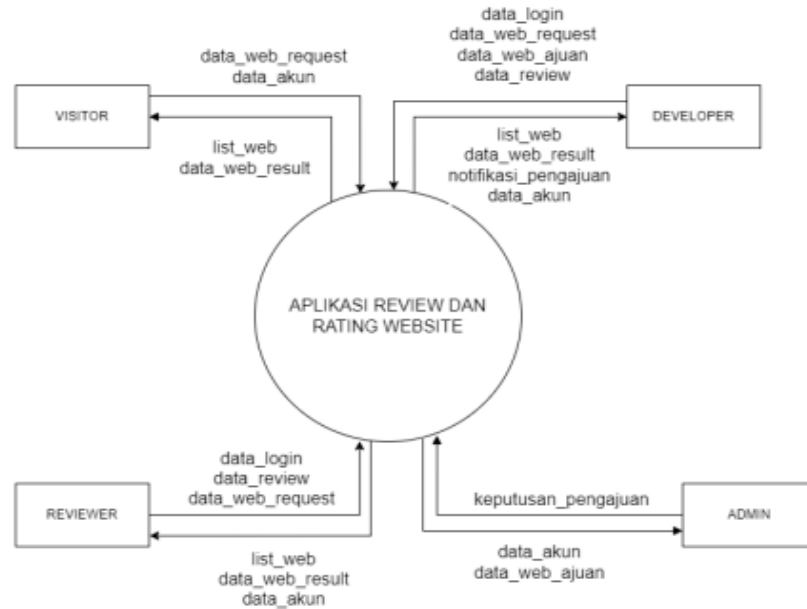 data_login
data_web_request
data_web_ajuan
data_review
data_web_request
data_akun
VISITOR
DEVELOPER
list_web
data_web_result
list_web
data_web_result
notifikasi_pengajuan
data_akun
APLIKASI REVIEW DAN
RATING WEBSITE
data_login
data_review
data_web_request
keputusan_pengajuan
REVIEWER
ADMIN
list_web
data_web_result
data_akun
data_akun
data_web_ajuan